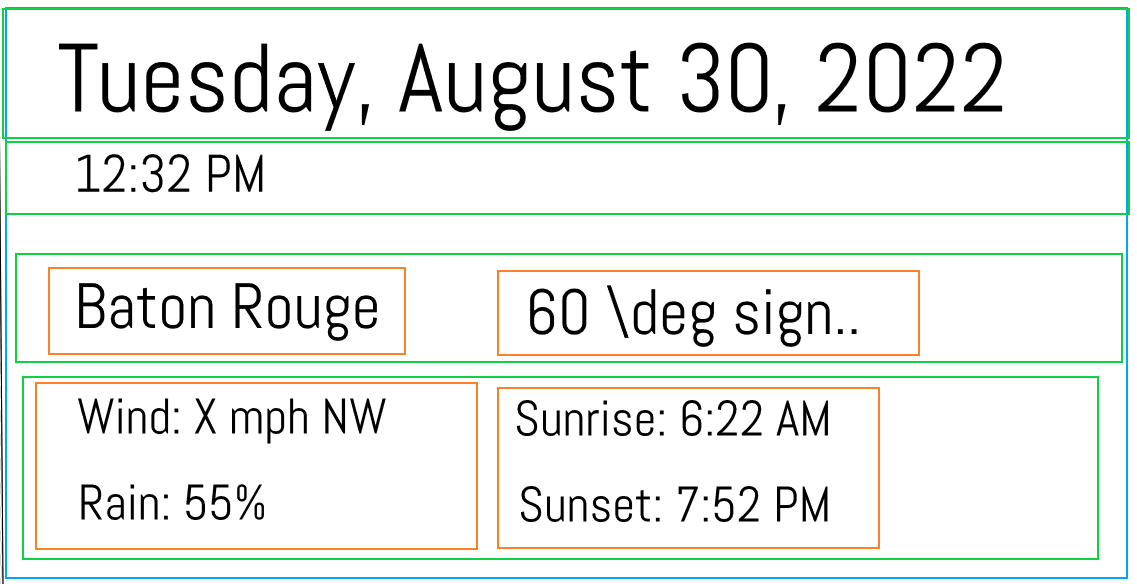 Tuesday, August 30, 2022
12:32 PM
Baton Rouge
60 \deg sign..
Wind: X mph NW
Rain: 55%
Sunrise: 6:22 AM
Sunset: 7:52 PM